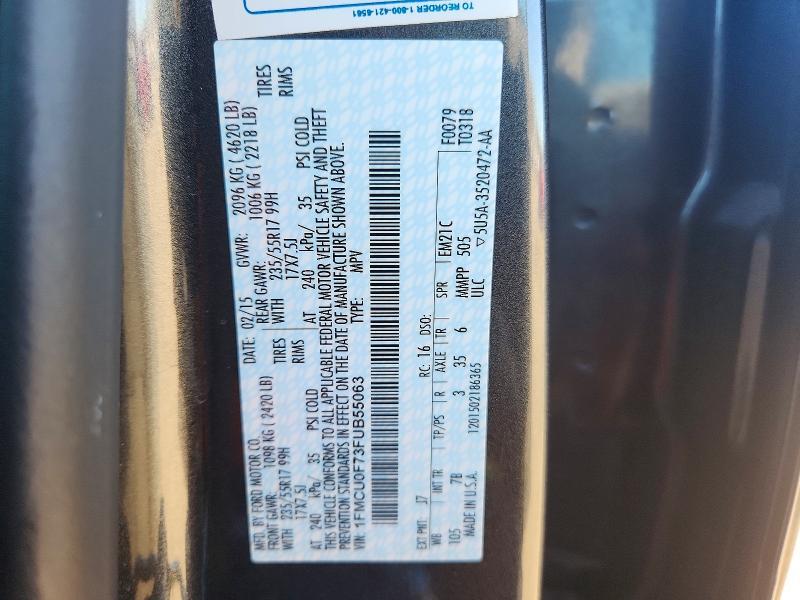 TO REORDER 1-800-421-6561
MFD. BY FORD MOTOR CO.
DATE: 02/15 GVWR: 2096 KG ( 4620 LB)
FRONT GAWR: 1098 KG ( 2420 LB) REAR GAWR: 1006 KG ( 2218 LB)
WITH 235/55R17 99H TIRES WITH 235/55R17 99H TIRES
17X7.5J RIMS 17X7.5J RIMS
AT 240 kPa/ 35 PSI COLD AT 240 kPa/ 35 PSI COLD
THIS VEHICLE CONFORMS TO ALL APPLICABLE FEDERAL MOTOR VEHICLE SAFETY AND THEFT
PREVENTION STANDARDS IN EFFECT ON THE DATE OF MANUFACTURE SHOWN ABOVE.
VIN: 1FMCU0F73FUB55063 TYPE: MPV
EXT PNT: J7 RC: 16 DSO: F0079
WB INT TR TP/PS R AXLE TR SPR EM21C T0318
105 7B 3 35 6 MMPP 505
MADE IN U.S.A. 1201502186365 ULC ▽5U5A-3520472-AA